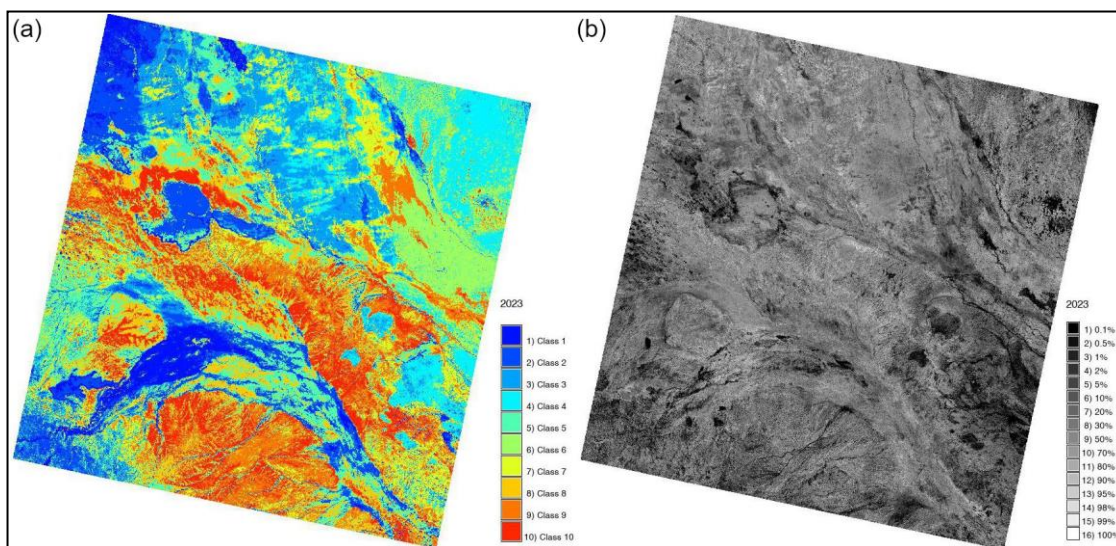 (a)
2023
1) Class 1
2) Class 2
3) Class 3
4) Class 4
5) Class 5
6) Class 6
7) Class 7
8) Class 8
9) Class 9
10) Class 10
(b)
2023
1) 0.1%
2) 0.5%
3) 1%
4) 2%
5) 5%
6) 10%
7) 20%
8) 30%
9) 50%
10) 70%
11) 80%
12) 90%
13) 95%
14) 98%
15) 99%
16) 100%